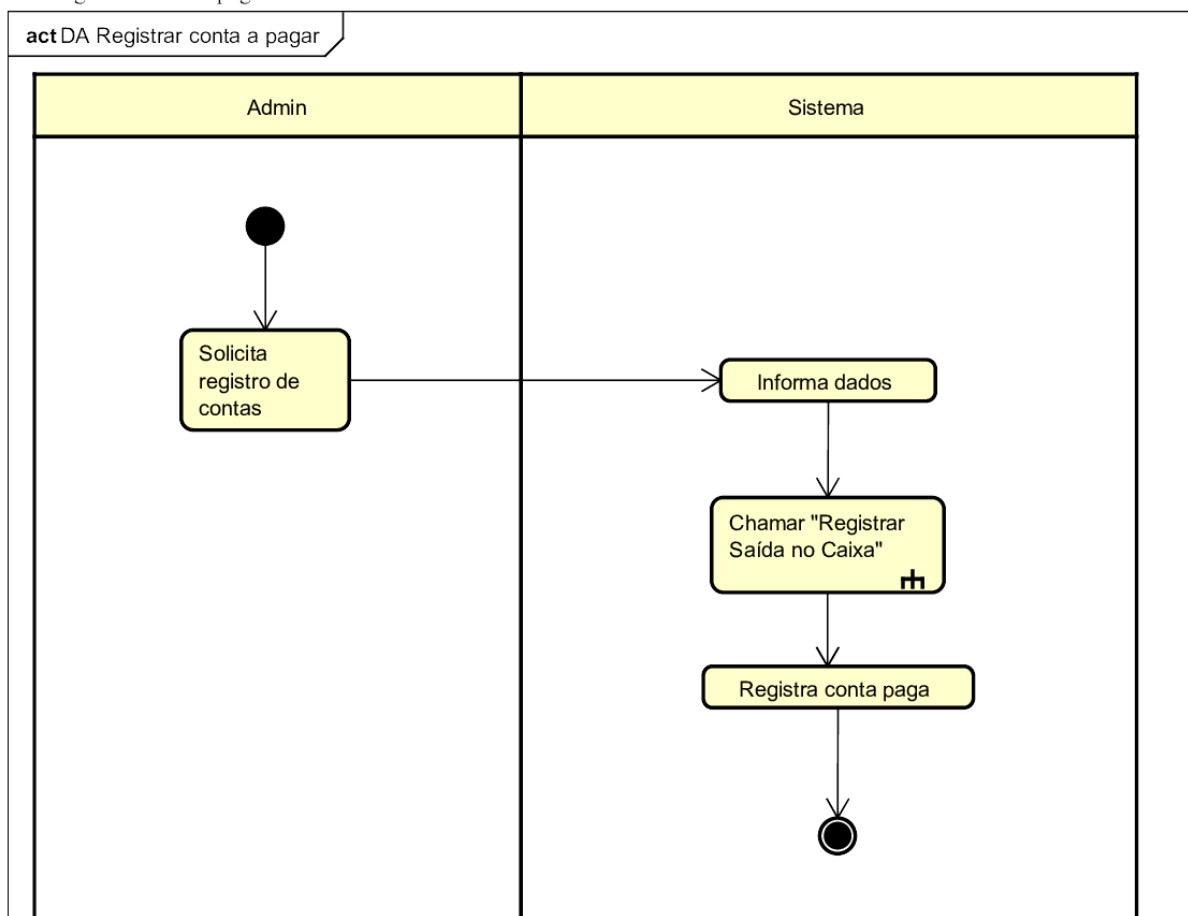 act DA Registrar conta a pagar
Admin
Sistema
Solicita
registro de
contas
Informa dados
Chamar "Registrar
Saída no Caixa"
Registra conta paga